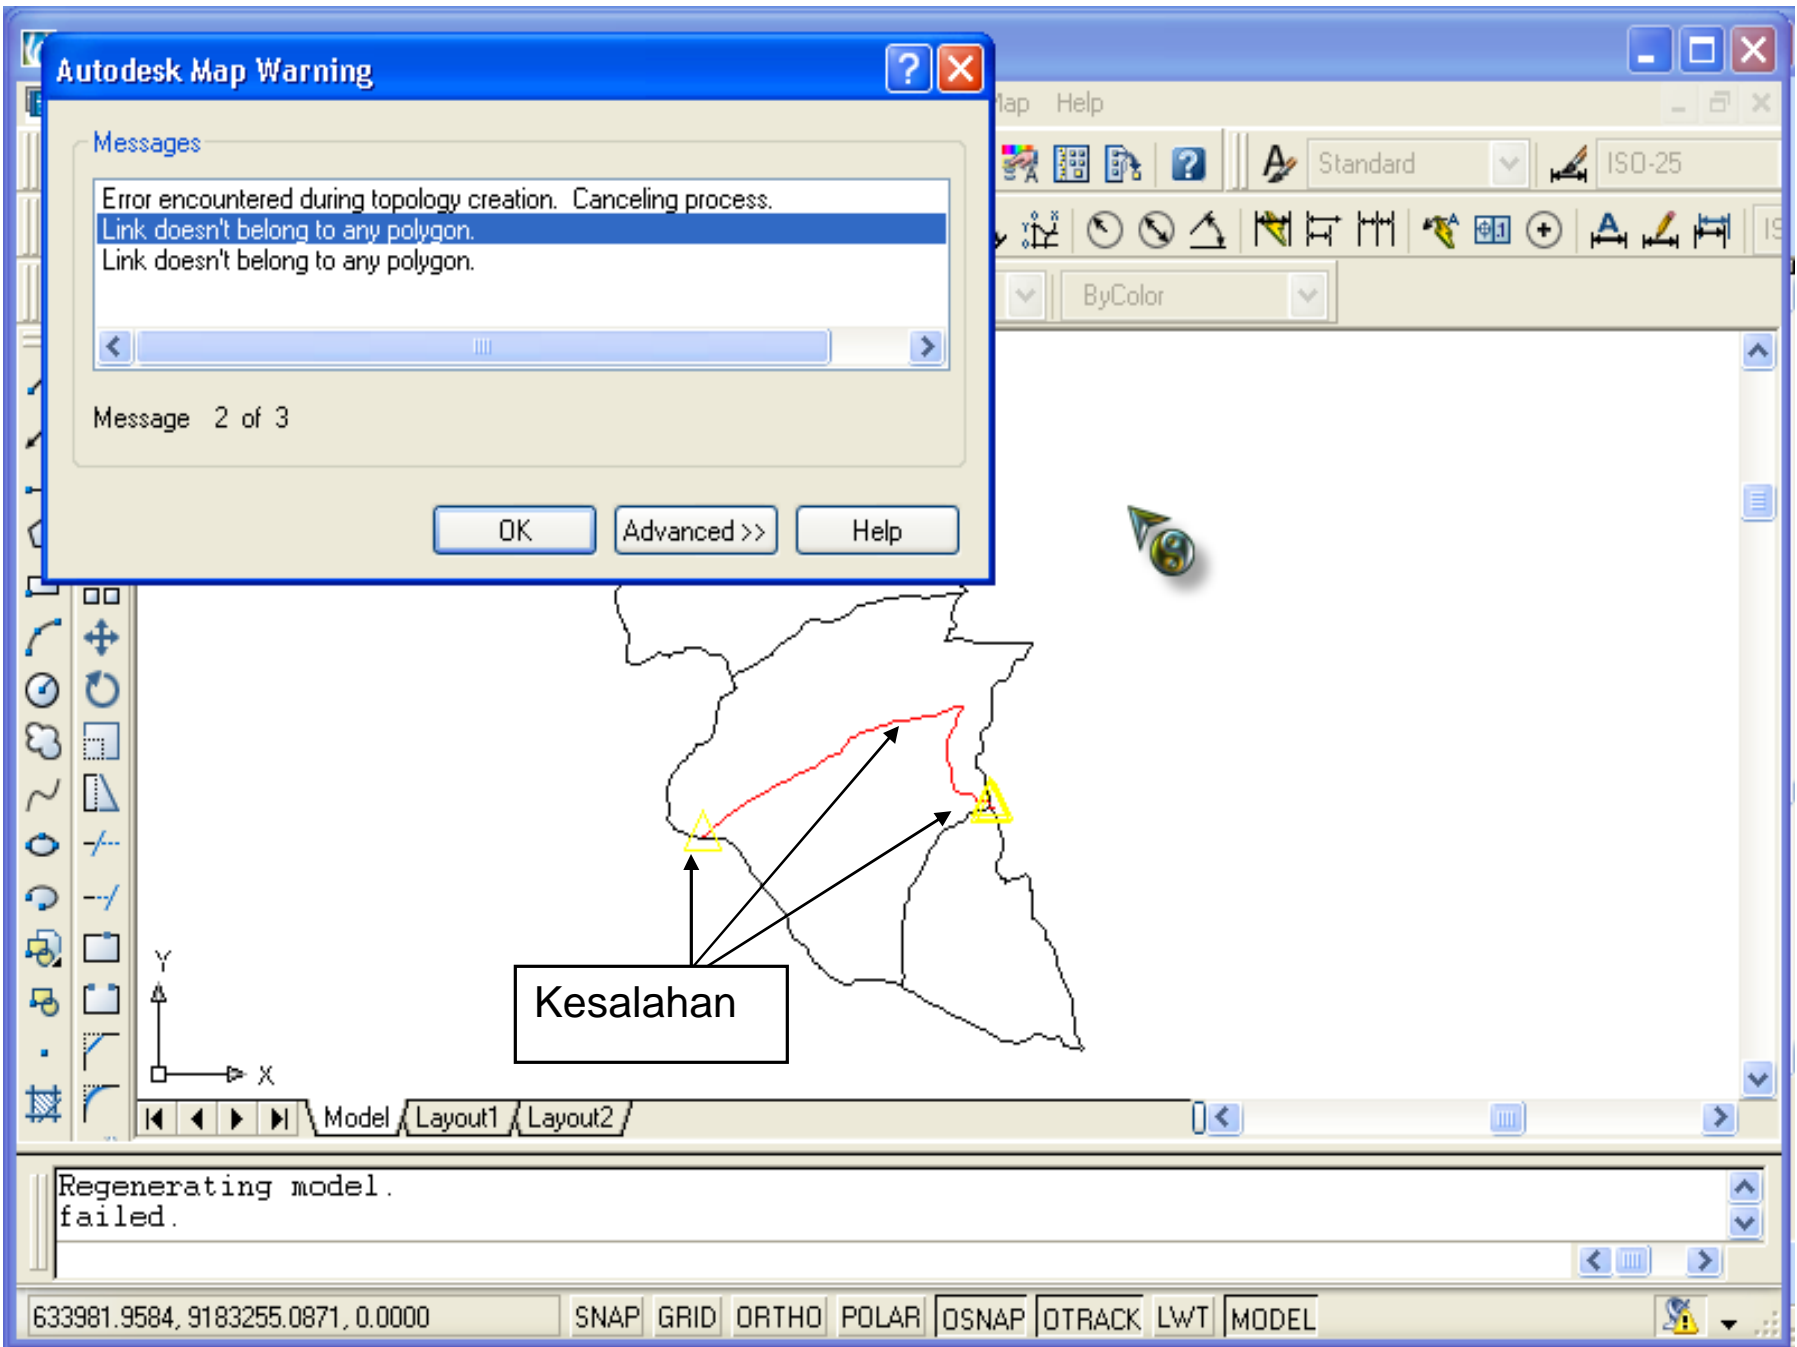 Autodesk Map Warning
Map Help
Messages
Error encountered during topology creation. Canceling process.
Link doesn't belong to any polygon.
Link doesn't belong to any polygon.
Message 2 of 3
OK Advanced >> Help
Standard
ISO-25
ByColor
Kesalahan
Y
X
Model Layout1 Layout2
Regenerating model.
failed.
633981.9584, 9183255.0871, 0.0000 SNAP GRID ORTHO POLAR OSNAP OTRACK LWT MODEL